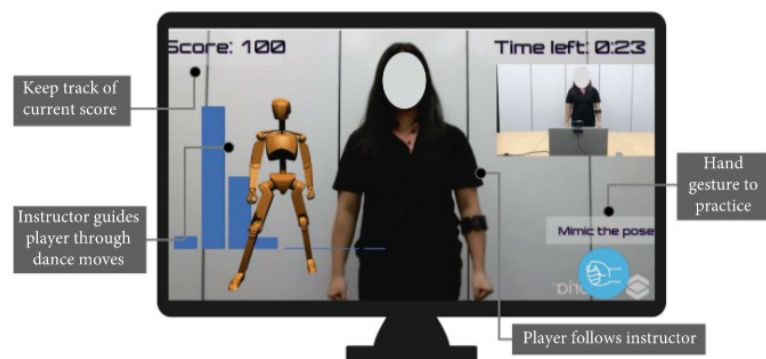 Score: 100
Time left: 0:23
Keep track of
current score
Hand
gesture to
practice
Instructor guides
player through
dance moves
Mimic the pose
Player follows instructor